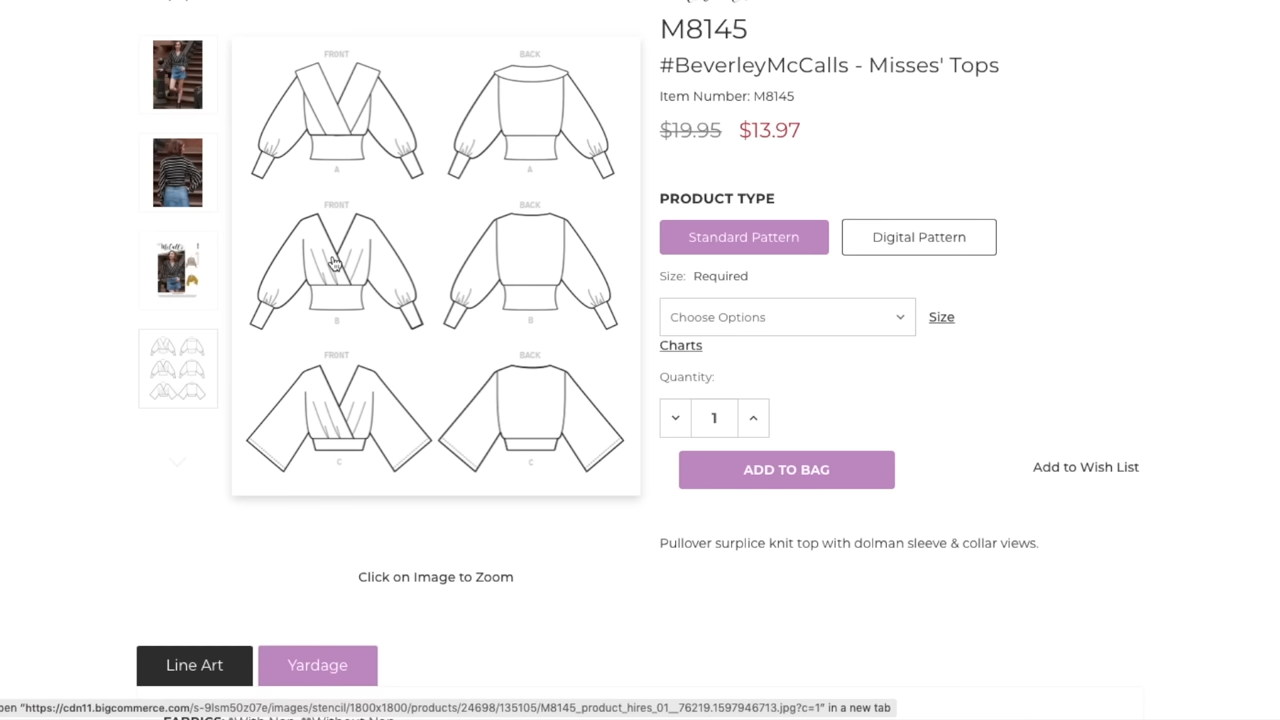 M8145
#BeverleyMcCalls - Misses' Tops
Item Number: M8145
$19.95 $13.97
PRODUCT TYPE
Standard Pattern
Digital Pattern
Size: Required
Choose Options
Size
Charts
Quantity:
1
ADD TO BAG
Add to Wish List
Pullover surplice knit top with dolman sleeve & collar views.
FRONT
BACK
A
A
FRONT
BACK
B
B
FRONT
BACK
C
C
Click on Image to Zoom
Line Art
Yardage
pen "https://cdn11.bigcommerce.com/s-9lsm50z07e/images/stencil/1800x1800/products/24698/135105/M8145_product_hires_01__76219.1597946713.jpg?c=1" in a new tab